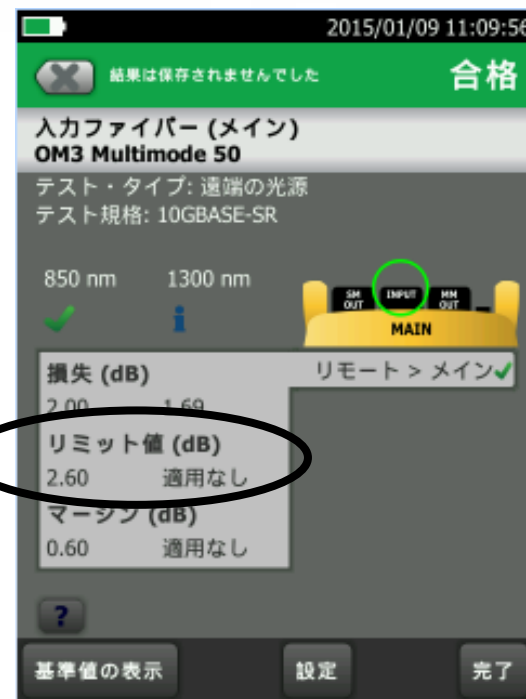 2015/01/09 11:09:56
結果は保存されませんでした 合格
入力ファイバー (メイン)
OM3 Multimode 50
テスト・タイプ: 遠端の光源
テスト規格: 10GBASE-SR
850 nm 1300 nm
SM OUT INPUT MM OUT
MAIN
リモート > メイン
損失 (dB)
2.00 1.69
リミット値 (dB)
2.60 適用なし
マージン (dB)
0.60 適用なし
?
基準値の表示 設定 完了